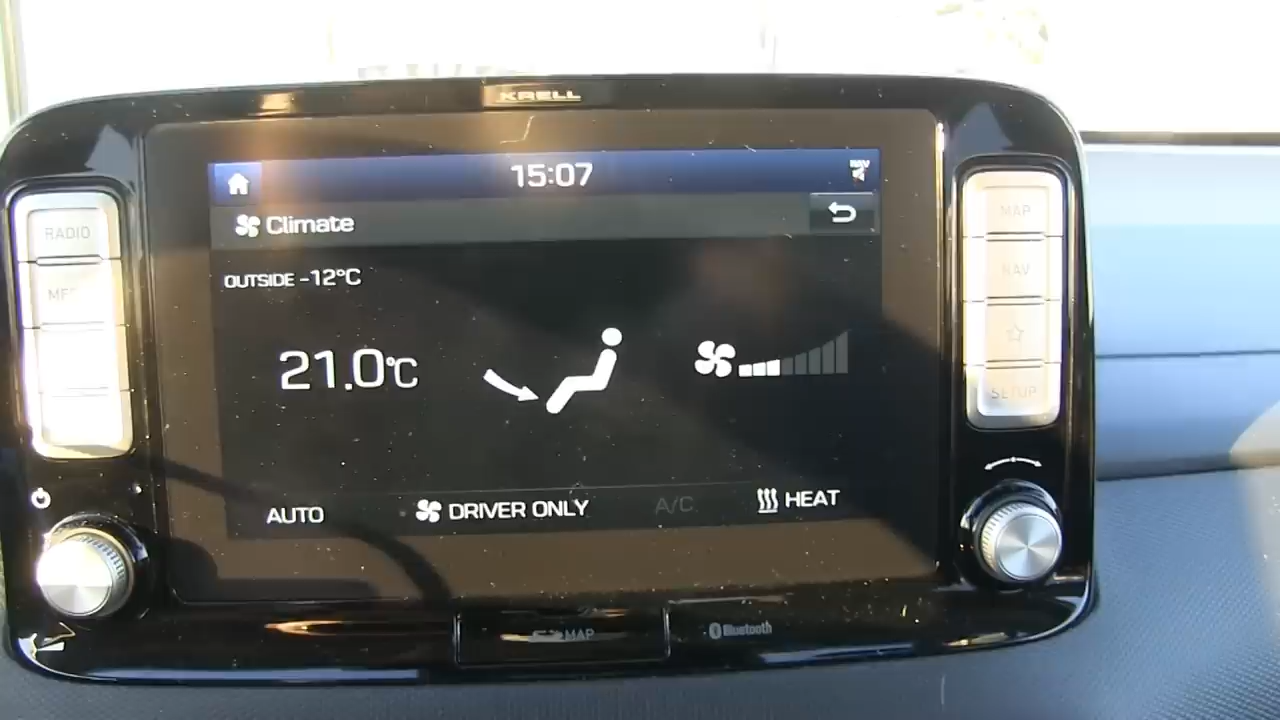 KRELL
15:07
RADIO
Climate
MAP
OUTSIDE -12°C
NAV
21.0°C
SETUP
AUTO
DRIVER ONLY
A/C
HEAT
MAP
Bluetooth